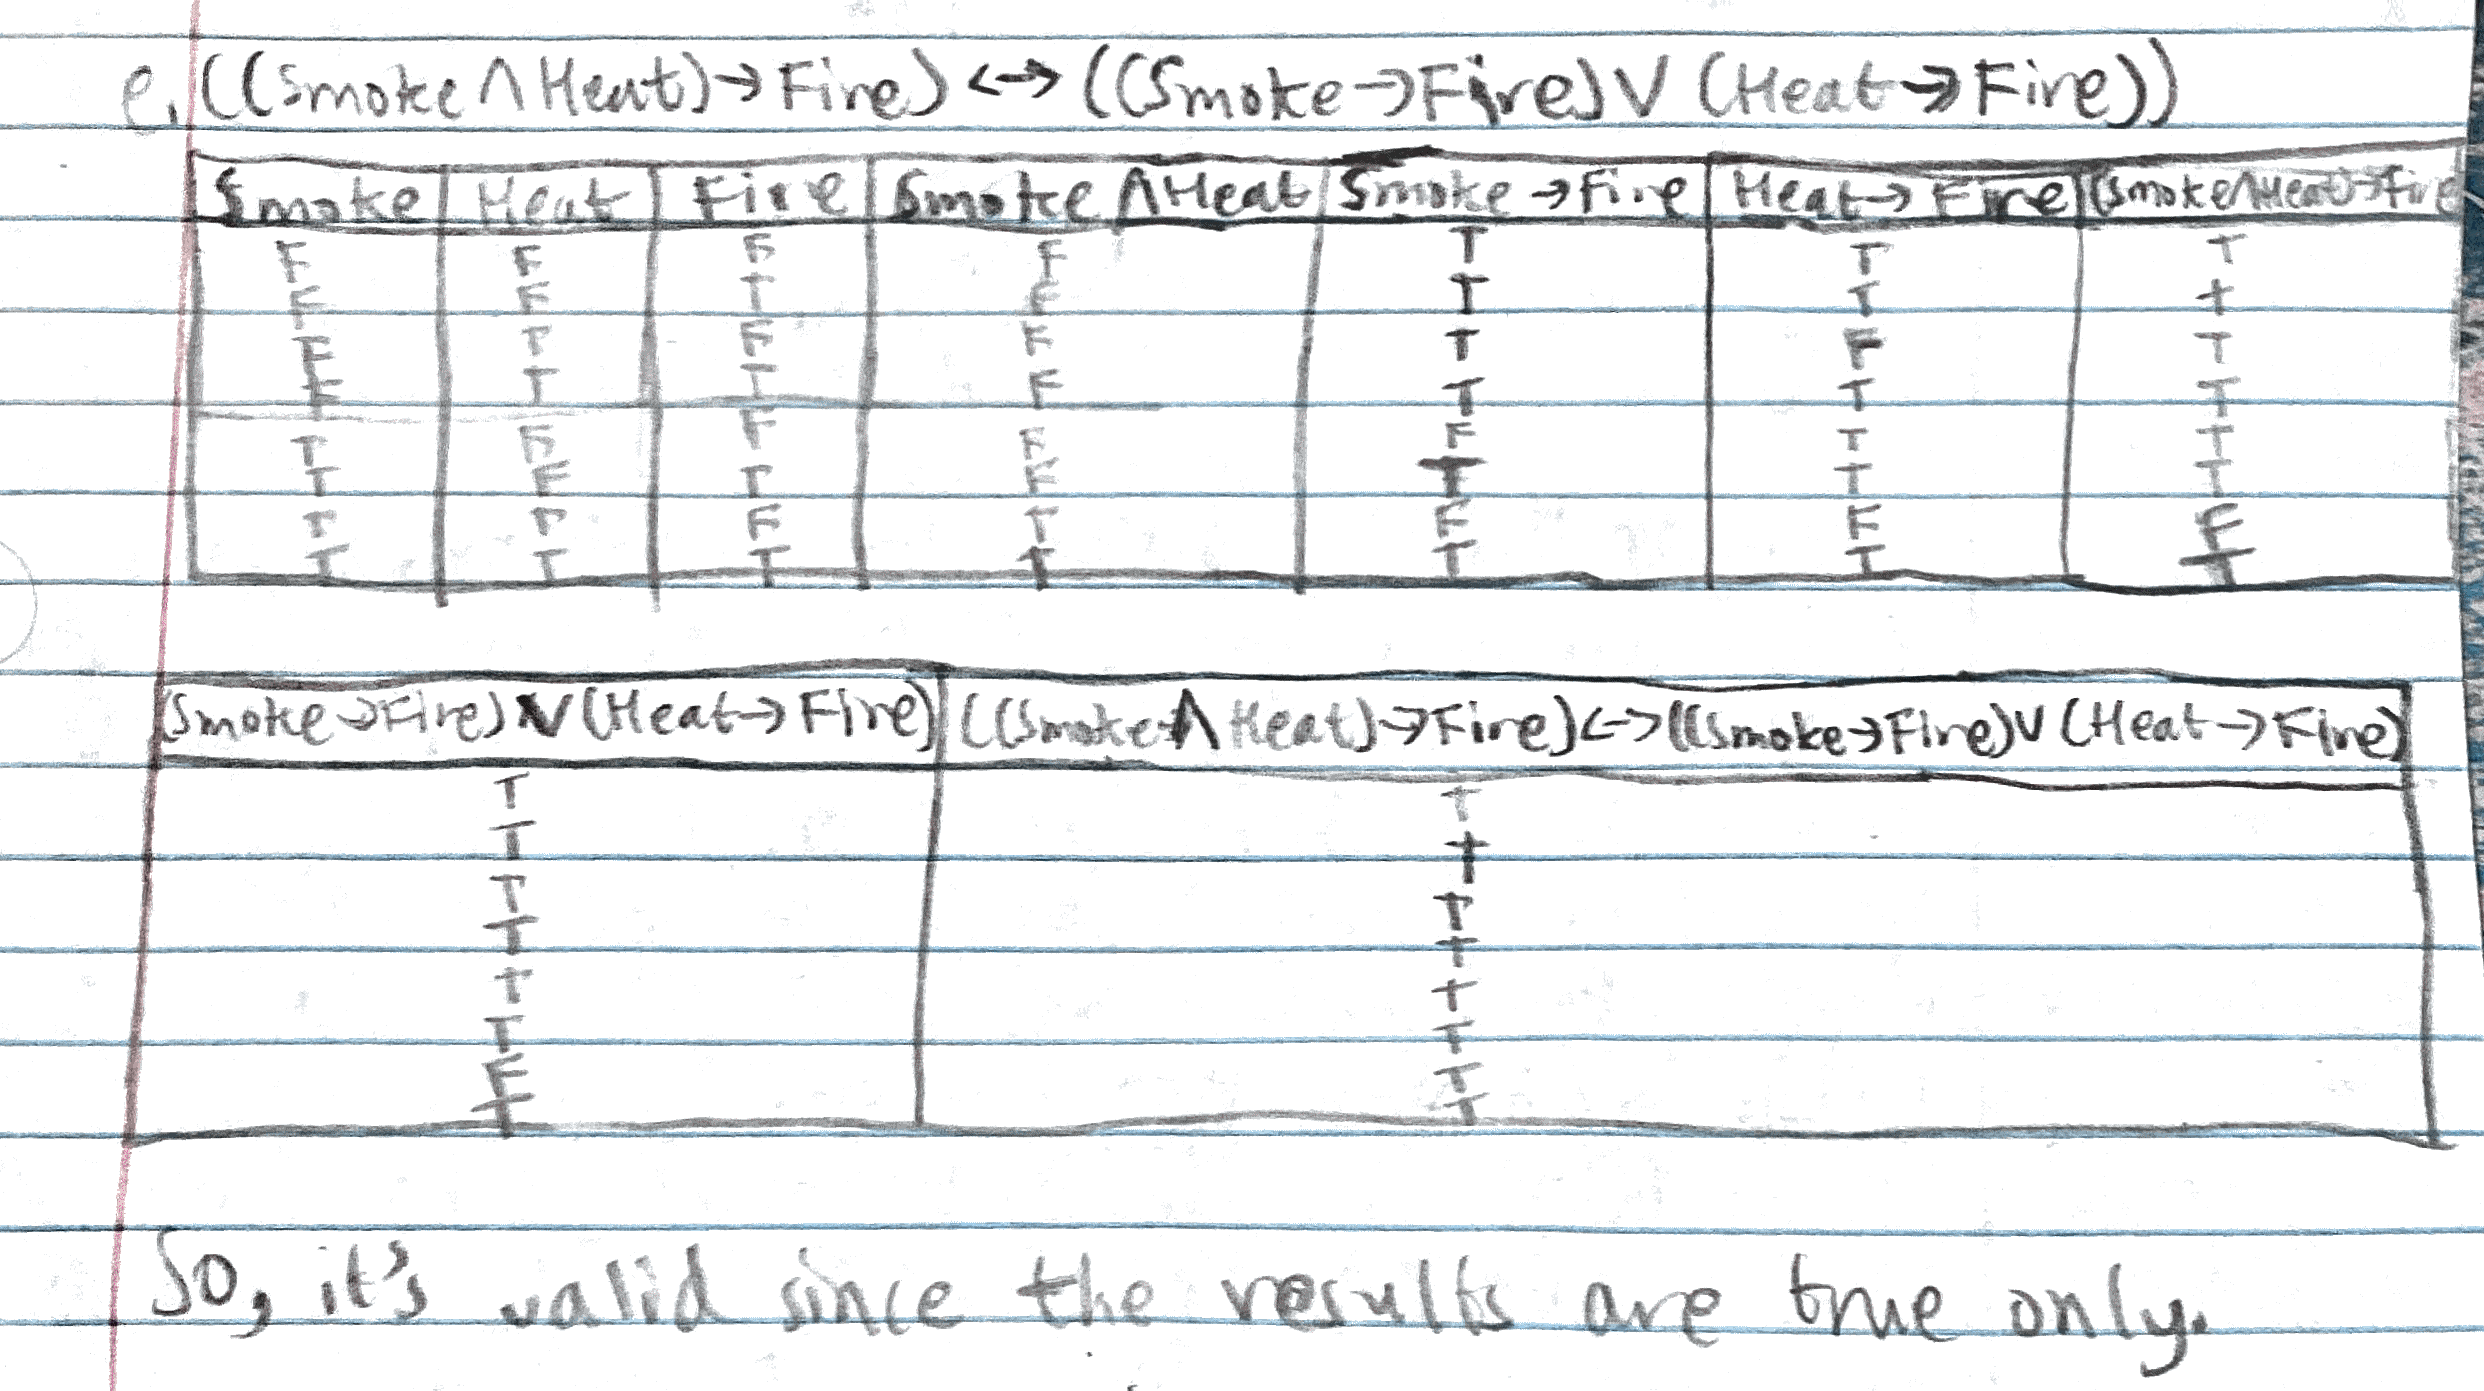 e. ((Smoke ∧ Heat) → Fire) <-> ((Smoke → Fire) ∨ (Heat → Fire))
Smoke Heat Fire Smoke ∧ Heat Smoke → Fire Heat → Fire (Smoke ∧ Heat) → Fire
F F F F T T T
F F T F T T T
F T F F T F T
F T T F T T T
T F F F F T T
T F T F T T T
T T F T F F F
T T T T T T T
(Smoke → Fire) ∨ (Heat → Fire) ((Smoke ∧ Heat) → Fire) <-> ((Smoke → Fire) ∨ (Heat → Fire)
T T
T T
T T
T T
T T
T T
F T
T T
So, it's valid since the results are true only.